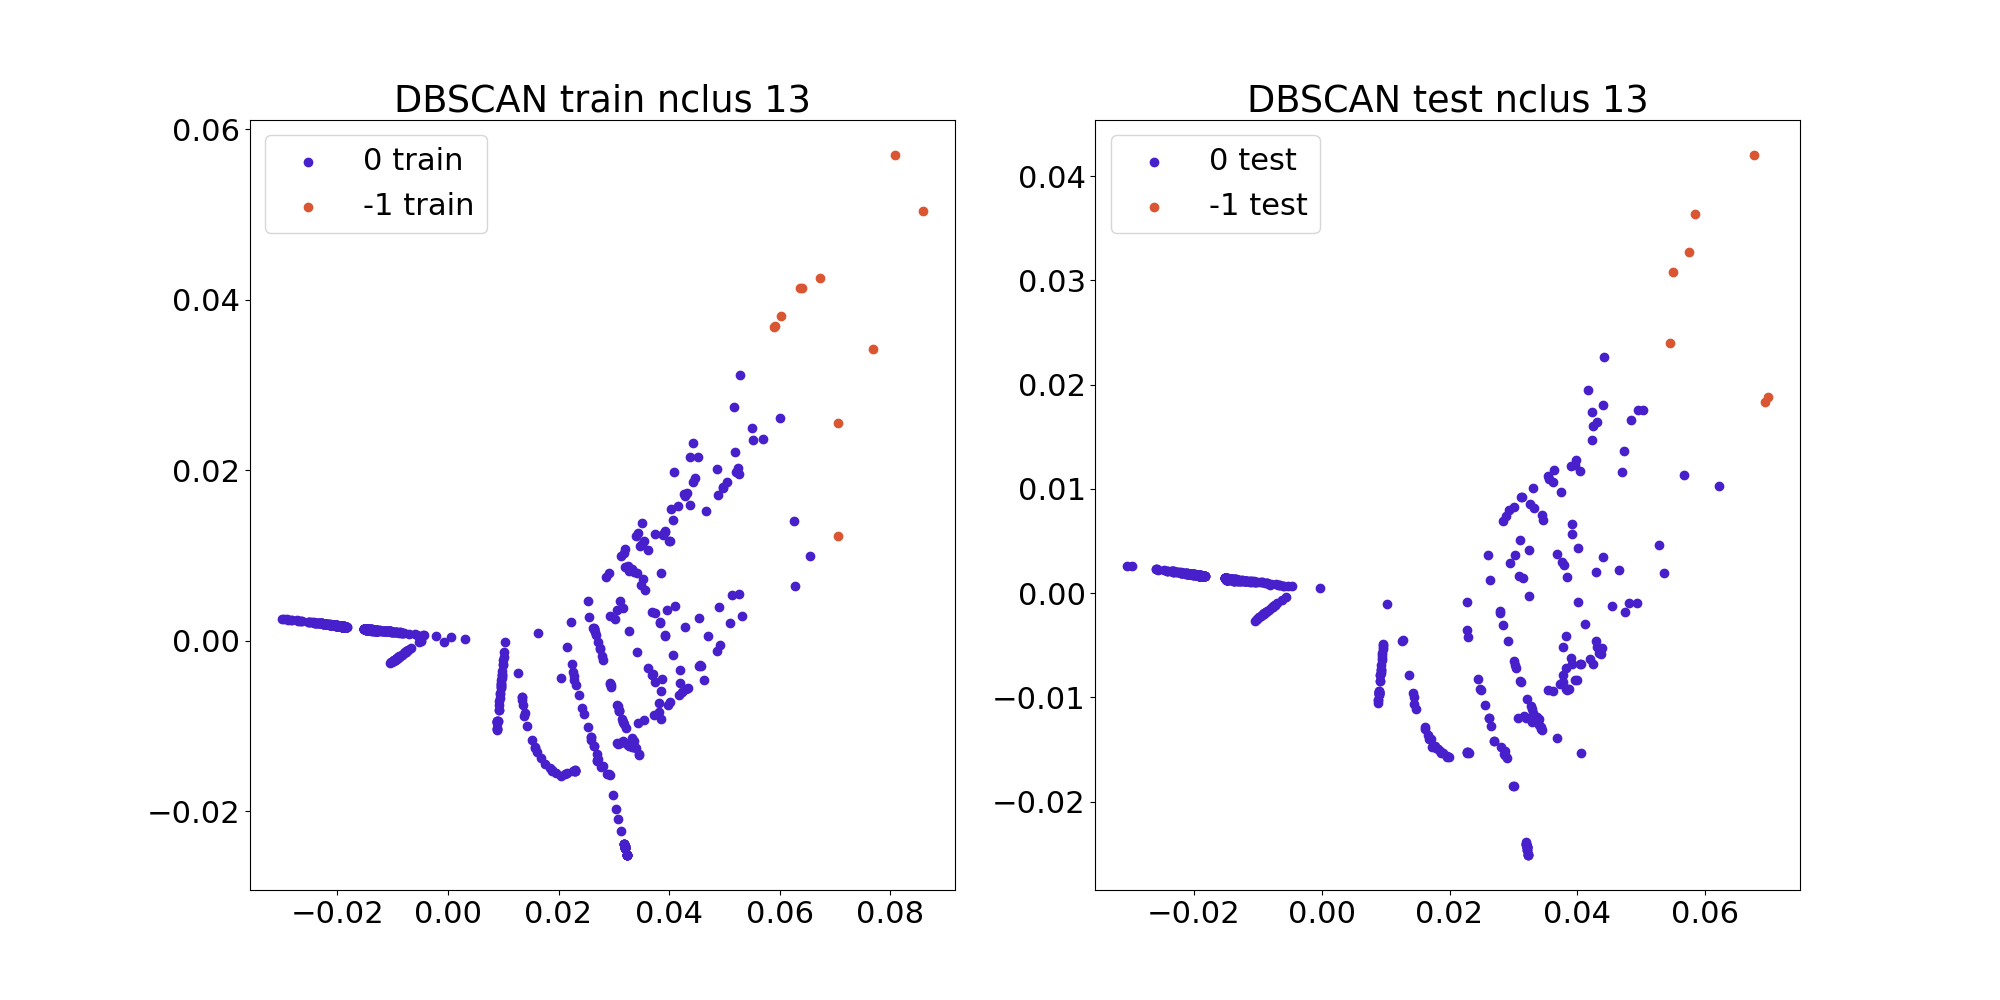 DBSCAN train nclus 13
0 train
-1 train
0.06
0.04
0.02
0.00
−0.02
−0.02 0.00 0.02 0.04 0.06 0.08
DBSCAN test nclus 13
0 test
-1 test
0.04
0.03
0.02
0.01
0.00
−0.01
−0.02
−0.02 0.00 0.02 0.04 0.06